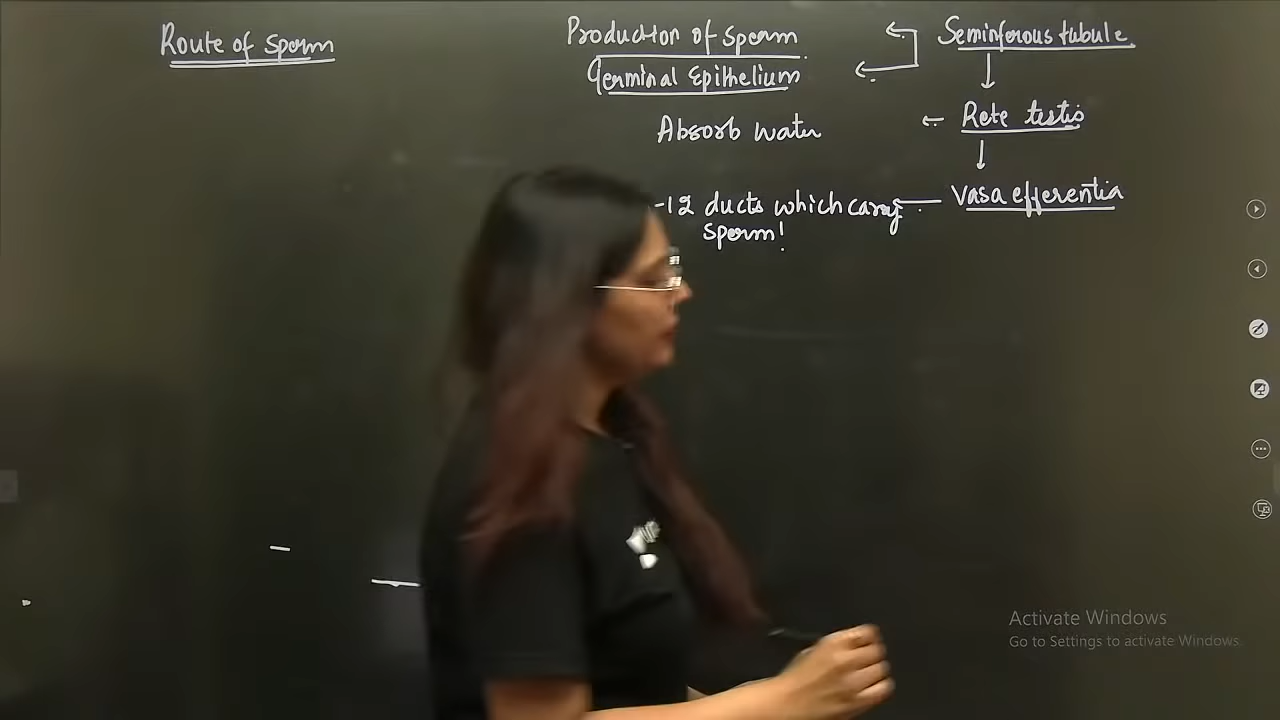 Route of sperm
Production of sperm
Germinal Epithelium
Seminferous tubule
Absorb water
Rete testis
-12 ducts which carry
sperm!
Vasa efferentia
Activate Windows
Go to Settings to activate Windows.